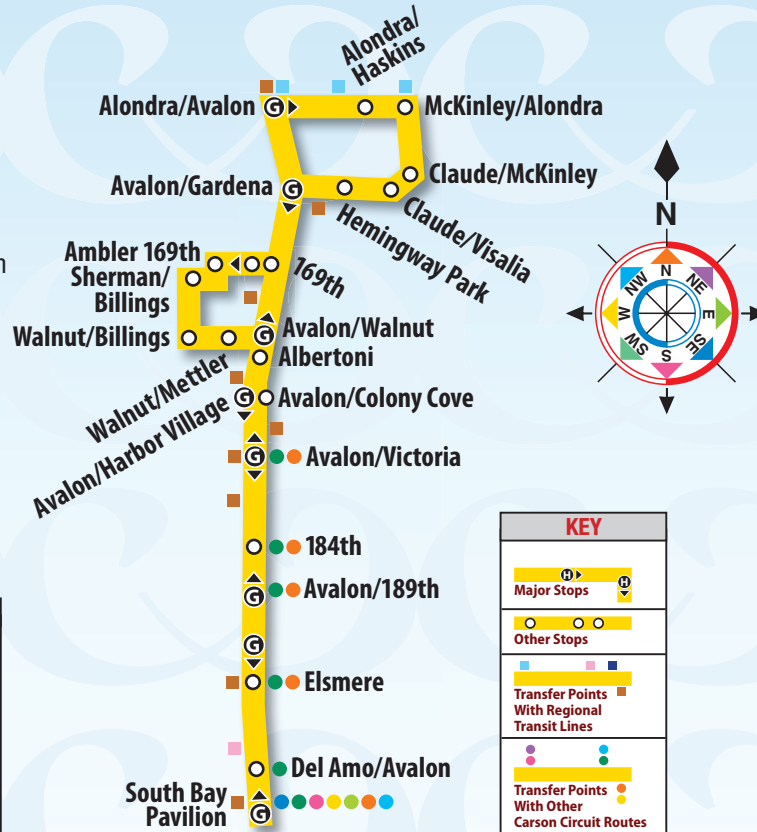 Alondra/
Haskins
Alondra/Avalon
G
McKinley/Alondra
Claude/McKinley
Avalon/Gardena
G
Claude/Visalia
Hemingway Park
N
N
NE
E
SE
S
SW
W
NW
n
Ambler 169th
169th
Sherman/
Billings
Walnut/Billings
G
Avalon/Walnut
Albertoni
Walnut/Mettler
Avalon/Harbor Village
G
Avalon/Colony Cove
G
Avalon/Victoria
184th
G
Avalon/189th
G
Elsmere
Del Amo/Avalon
South Bay
Pavilion
G
KEY
H
H
Major Stops
Other Stops
Transfer Points
With Regional
Transit Lines
Transfer Points
With Other
Carson Circuit Routes